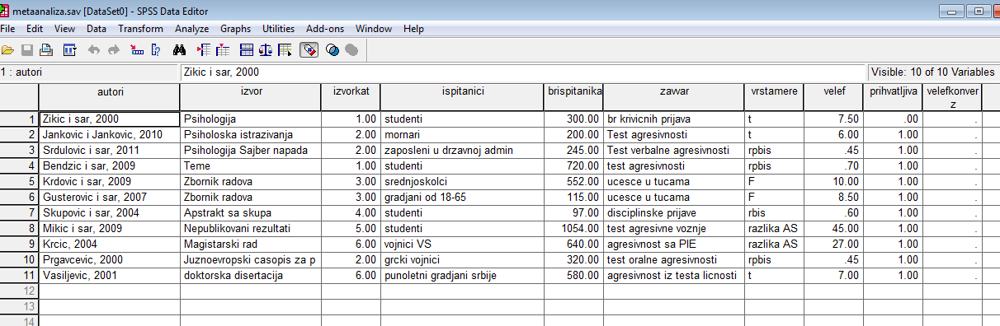 metaanaliza.sav [DataSet0] - SPSS Data Editor
File Edit View Data Transform Analyze Graphs Utilities Add-ons Window Help
1 : autori Zikic i sar, 2000 Visible: 10 of 10 Variables
autori izvor izvorkat ispitanici brispitanika zavar vrstamere velef prihvatljiva velefkonver
z
1 Zikic i sar, 2000 Psihologija 1.00 studenti 300.00 br krivicnih prijava t 7.50 .00 .
2 Jankovic i Jankovic, 2010 Psiholoska istrazivanja 2.00 mornari 200.00 Test agresivnosti t 6.00 1.00 .
3 Srdulovic i sar, 2011 Psihologija Sajber napada 2.00 zaposleni u drzavnoj admin 245.00 Test verbalne agresivnosti rpbis .45 1.00 .
4 Bendzic i sar, 2009 Teme 1.00 studenti 720.00 test agresivnosti rpbis .70 1.00 .
5 Krdovic i sar, 2009 Zbornik radova 3.00 srednjoskolci 552.00 ucesce u tucama F 10.00 1.00 .
6 Gusterovic i sar, 2007 Zbornik radova 3.00 gradjani od 18-65 115.00 ucesce u tucama F 8.50 1.00 .
7 Skupovic i sar, 2004 Apstrakt sa skupa 4.00 studenti 97.00 disciplinske prijave rbis .60 1.00 .
8 Mikic i sar, 2009 Nepublikovani rezultati 5.00 studenti 1054.00 test agresivne voznje razlika AS 45.00 1.00 .
9 Krcic, 2004 Magistarski rad 6.00 vojnici VS 640.00 agresivnost sa PIE razlika AS 27.00 1.00 .
10 Prgavcevic, 2000 Juznoevropski casopis za p 2.00 grcki vojnici 320.00 test oralne agresivnosti rpbis .45 1.00 .
11 Vasiljevic, 2001 doktorska disertacija 6.00 punoletni gradjani srbije 580.00 agresivnost iz testa licnosti t 7.00 1.00 .
12
13
14